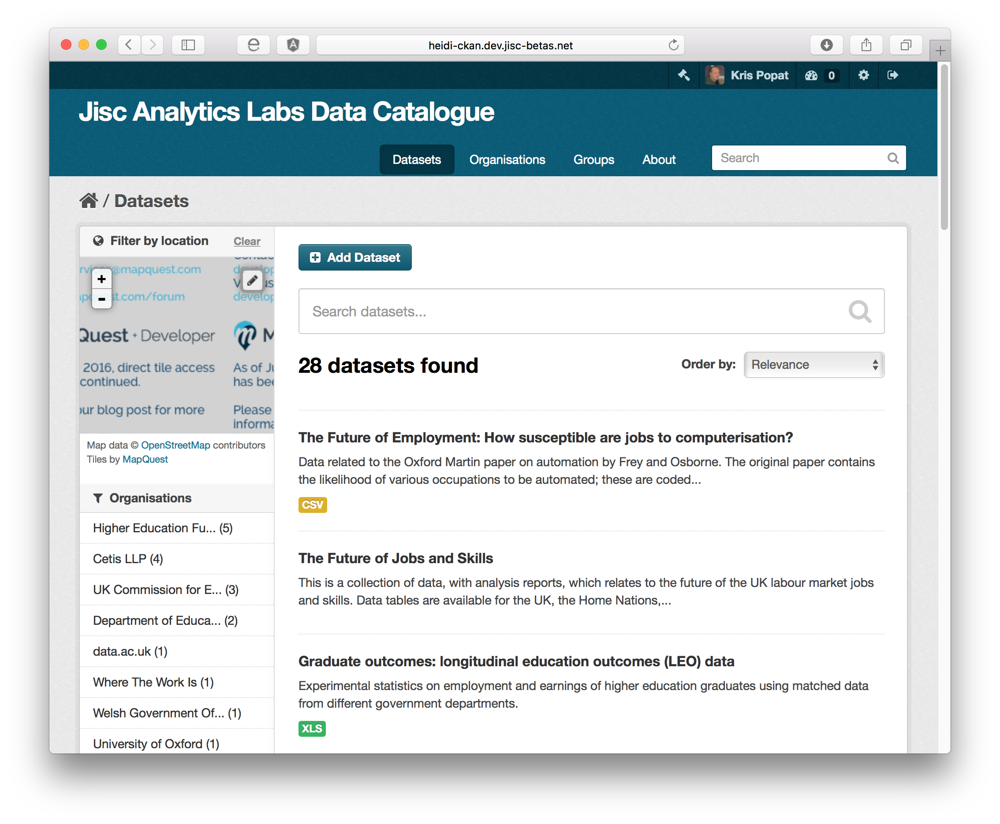 heidi-ckan.dev.jisc-betas.net
Kris Popat
0
Jisc Analytics Labs Data Catalogue
Datasets
Organisations
Groups
About
Search
/ Datasets
Filter by location
Clear
@mapquest.com
st.com/forum
develop
Quest + Developer
M
2016, direct tile access
continued.
As of Ju
has bee
our blog post for more
Please
informa
Map data © OpenStreetMap contributors
Tiles by MapQuest
Organisations
Higher Education Fu... (5)
Cetis LLP (4)
UK Commission for E... (3)
Department of Educa... (2)
data.ac.uk (1)
Where The Work Is (1)
Welsh Government Of... (1)
University of Oxford (1)
Add Dataset
Search datasets...
28 datasets found
Order by:
Relevance
The Future of Employment: How susceptible are jobs to computerisation?
Data related to the Oxford Martin paper on automation by Frey and Osborne. The original paper contains
the likelihood of various occupations to be automated; these are coded...
CSV
The Future of Jobs and Skills
This is a collection of data, with analysis reports, which relates to the future of the UK labour market jobs
and skills. Data tables are available for the UK, the Home Nations,...
Graduate outcomes: longitudinal education outcomes (LEO) data
Experimental statistics on employment and earnings of higher education graduates using matched data
from different government departments.
XLS